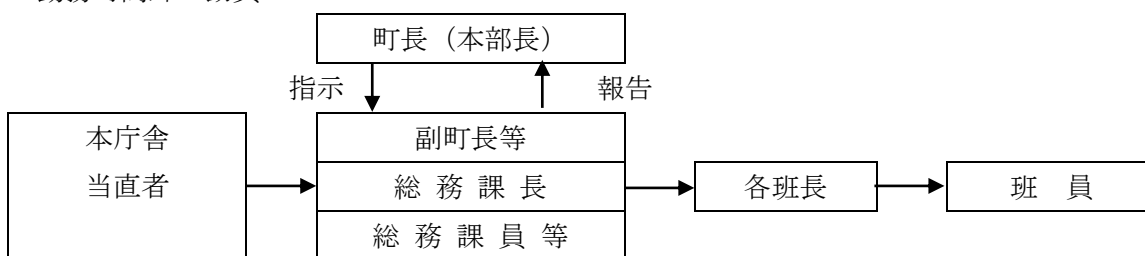 町長（本部長）
指示
報告
本庁舎
当直者
副町長等
総務課長
総務課員等
各班長
班　員